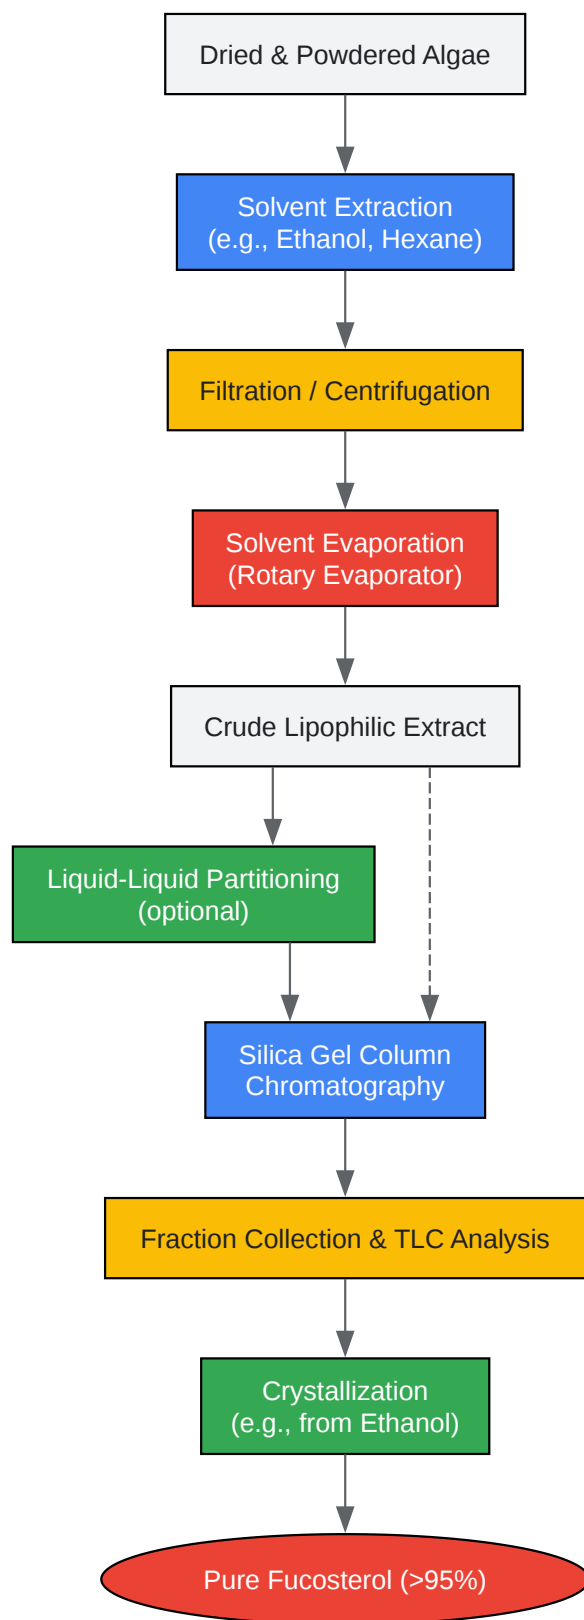 Dried & Powdered Algae
Solvent Extraction
(e.g., Ethanol, Hexane)
Filtration / Centrifugation
Solvent Evaporation
(Rotary Evaporator)
Crude Lipophilic Extract
Liquid-Liquid Partitioning
(optional)
Silica Gel Column
Chromatography
Fraction Collection & TLC Analysis
Crystallization
(e.g., from Ethanol)
Pure Fucosterol (>95%)